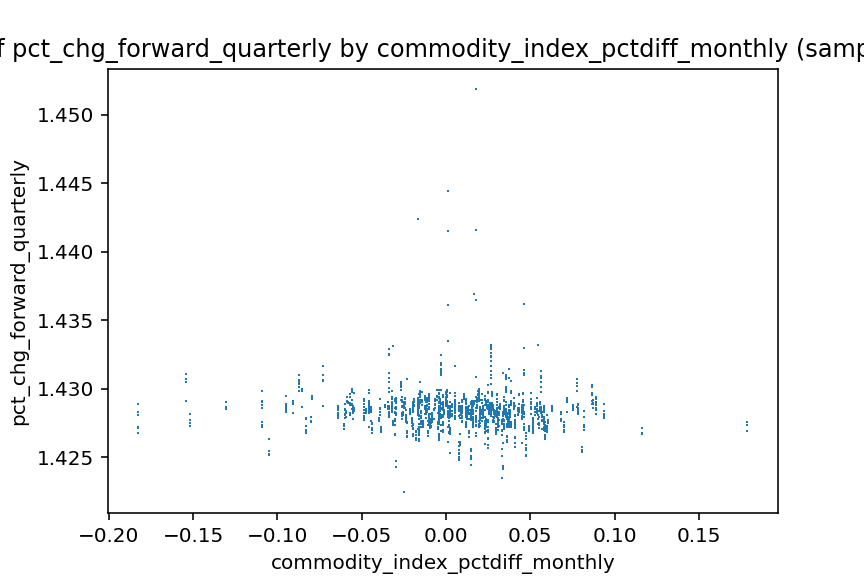 pct_chg_forward_quarterly by commodity_index_pctdiff_monthly
1.450
1.445
1.440
1.435
1.430
1.425
pct_chg_forward_quarterly
−0.20 −0.15 −0.10 −0.05 0.00 0.05 0.10 0.15
commodity_index_pctdiff_monthly